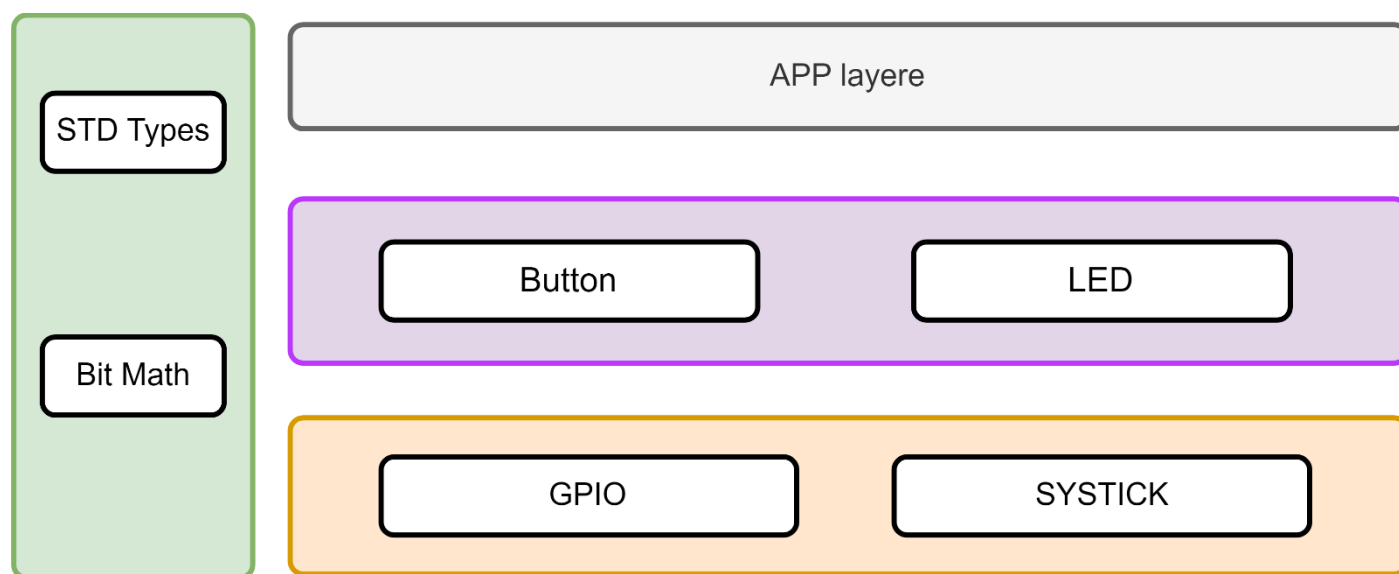 STD Types
Bit Math
APP layere
Button
LED
GPIO
SYSTICK